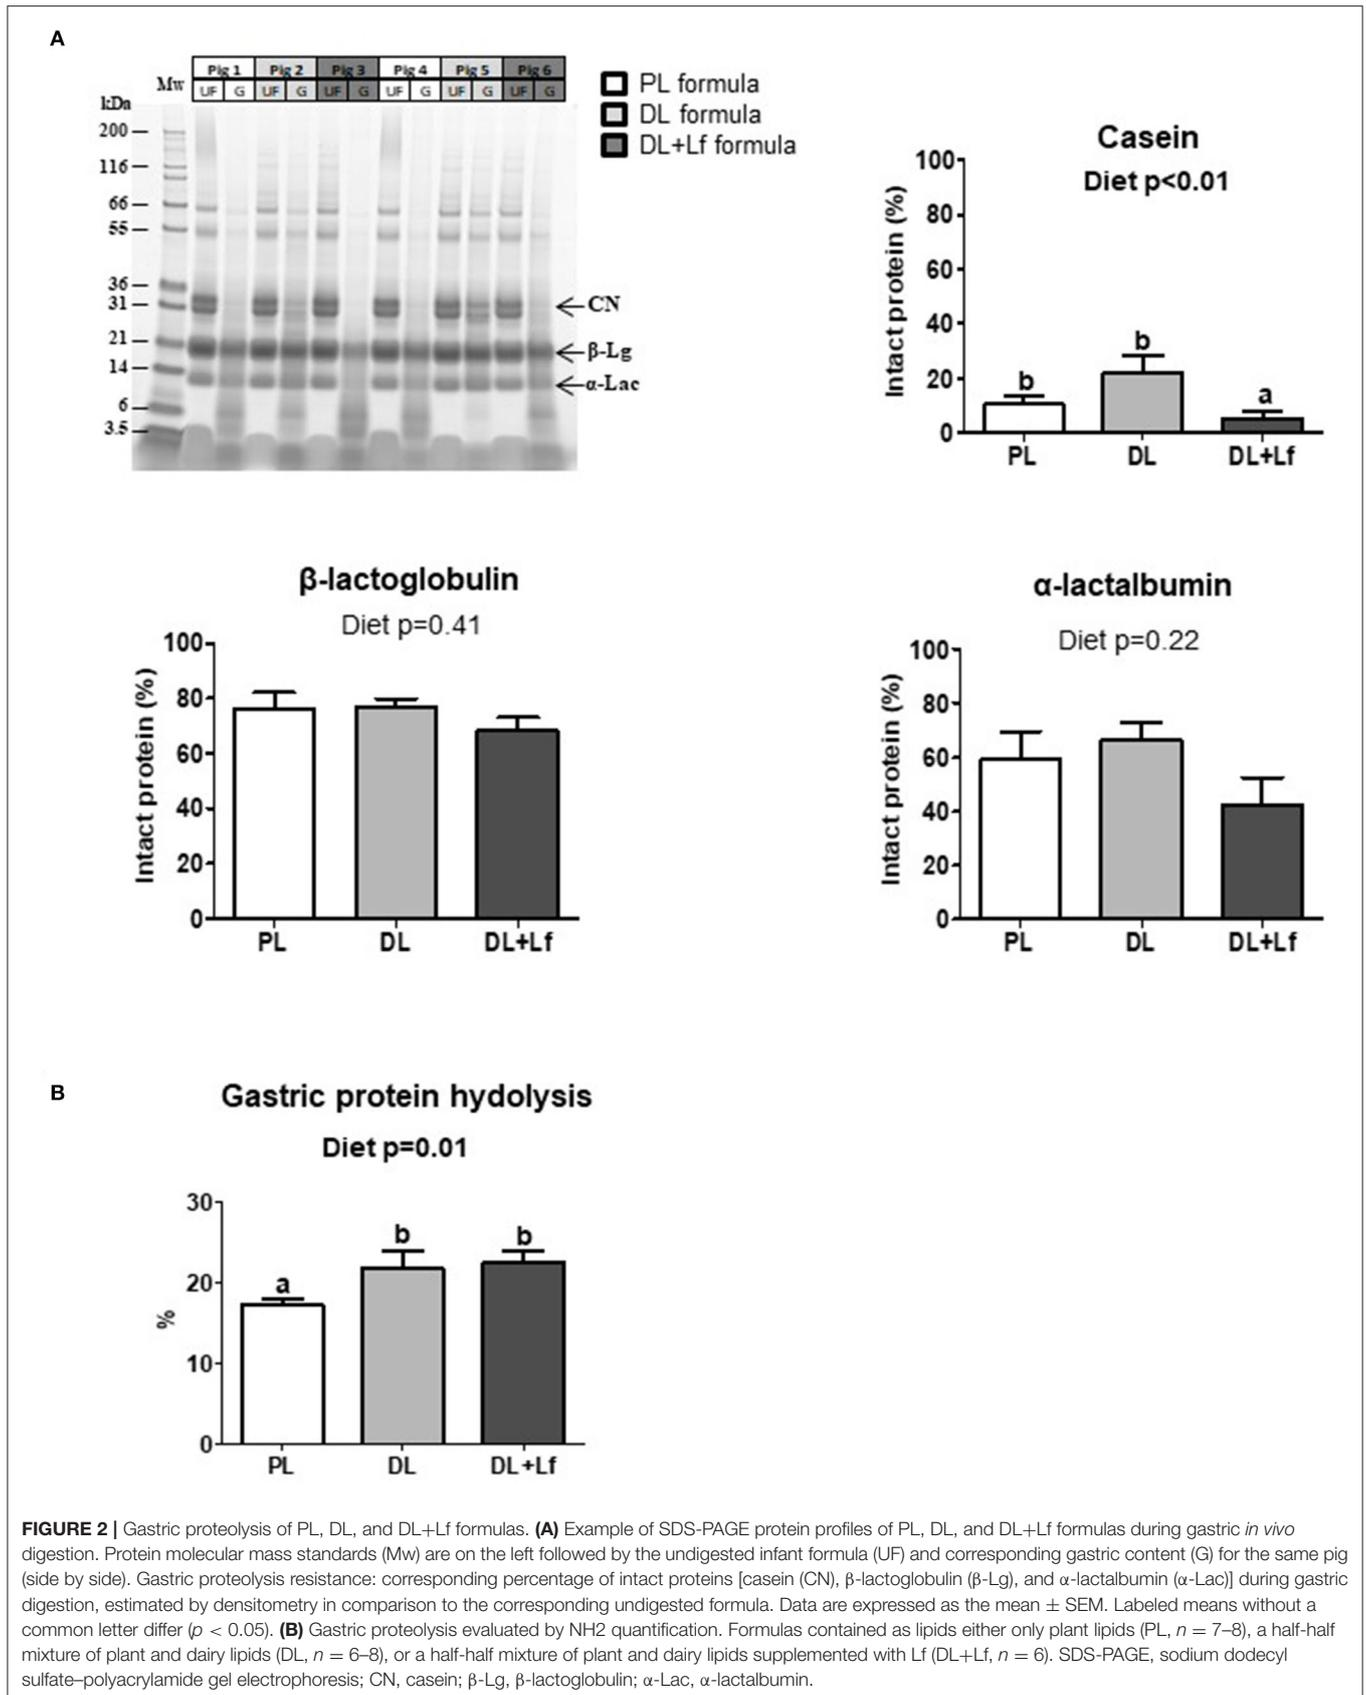 A
Pig 1 Pig 2 Pig 3 Pig 4 Pig 5 Pig 6
Mw UF G UF G UF G UF G UF G UF G
kDa
200
116
66
55
36
31
21
14
6
3.5
CN
β-Lg
α-Lac
PL formula
DL formula
DL+Lf formula
Casein
Diet p<0.01
Intact protein (%)
100
80
60
40
20
0
b
b
a
PL DL DL+Lf
β-lactoglobulin
Diet p=0.41
Intact protein (%)
100
80
60
40
20
0
PL DL DL+Lf
α-lactalbumin
Diet p=0.22
Intact protein (%)
100
80
60
40
20
0
PL DL DL+Lf
B
Gastric protein hydolysis
Diet p=0.01
%
30
20
10
0
a
b
b
PL DL DL+Lf
FIGURE 2 | Gastric proteolysis of PL, DL, and DL+Lf formulas. (A) Example of SDS-PAGE protein profiles of PL, DL, and DL+Lf formulas during gastric in vivo
digestion. Protein molecular mass standards (Mw) are on the left followed by the undigested infant formula (UF) and corresponding gastric content (G) for the same pig
(side by side). Gastric proteolysis resistance: corresponding percentage of intact proteins [casein (CN), β-lactoglobulin (β-Lg), and α-lactalbumin (α-Lac)] during gastric
digestion, estimated by densitometry in comparison to the corresponding undigested formula. Data are expressed as the mean ± SEM. Labeled means without a
common letter differ (p < 0.05). (B) Gastric proteolysis evaluated by NH2 quantification. Formulas contained as lipids either only plant lipids (PL, n = 7–8), a half-half
mixture of plant and dairy lipids (DL, n = 6–8), or a half-half mixture of plant and dairy lipids supplemented with Lf (DL+Lf, n = 6). SDS-PAGE, sodium dodecyl
sulfate–polyacrylamide gel electrophoresis; CN, casein; β-Lg, β-lactoglobulin; α-Lac, α-lactalbumin.